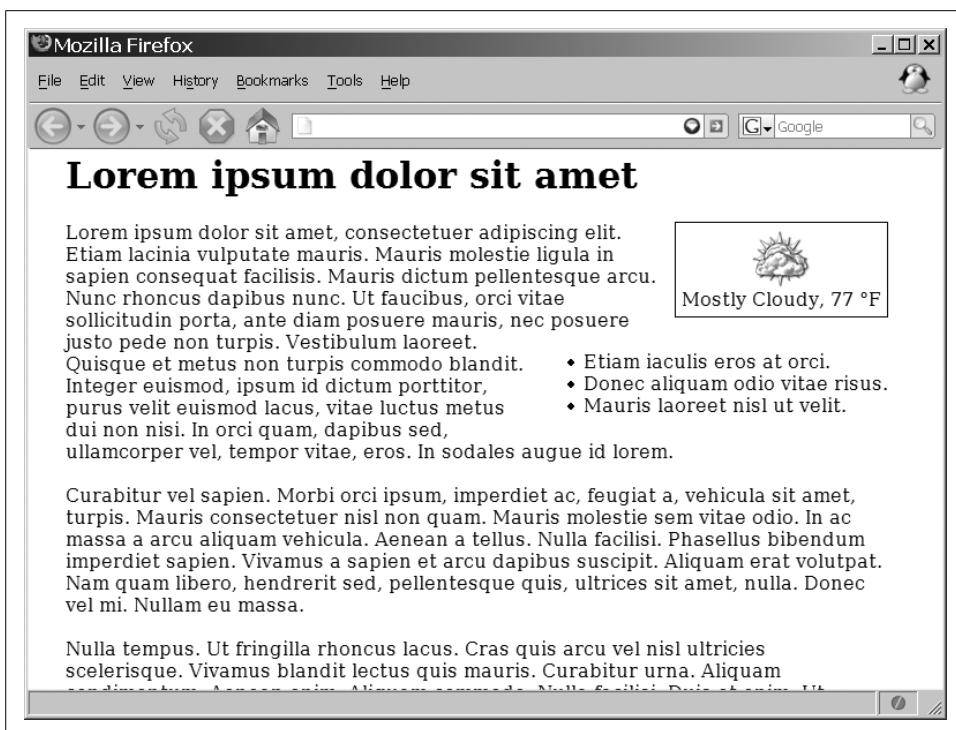 Mozilla Firefox
File Edit View History Bookmarks Tools Help
G Google
Lorem ipsum dolor sit amet
Lorem ipsum dolor sit amet, consectetuer adipiscing elit.
Etiam lacinia vulputate mauris. Mauris molestie ligula in
sapien consequat facilisis. Mauris dictum pellentesque arcu.
Nunc rhoncus dapibus nunc. Ut faucibus, orci vitae
sollicitudin porta, ante diam posuere mauris, nec posuere
justo pede non turpis. Vestibulum laoreet.
Mostly Cloudy, 77 °F
Quisque et metus non turpis commodo blandit.
Integer euismod, ipsum id dictum porttitor,
purus velit euismod lacus, vitae luctus metus
dui non nisi. In orci quam, dapibus sed,
ullamcorper vel, tempor vitae, eros. In sodales augue id lorem.
• Etiam iaculis eros at orci.
• Donec aliquam odio vitae risus.
• Mauris laoreet nisl ut velit.
Curabitur vel sapien. Morbi orci ipsum, imperdiet ac, feugiat a, vehicula sit amet,
turpis. Mauris consectetuer nisl non quam. Mauris molestie sem vitae odio. In ac
massa a arcu aliquam vehicula. Aenean a tellus. Nulla facilisi. Phasellus bibendum
imperdiet sapien. Vivamus a sapien et arcu dapibus suscipit. Aliquam erat volutpat.
Nam quam libero, hendrerit sed, pellentesque quis, ultrices sit amet, nulla. Donec
vel mi. Nullam eu massa.
Nulla tempus. Ut fringilla rhoncus lacus. Cras quis arcu vel nisl ultricies
scelerisque. Vivamus blandit lectus quis mauris. Curabitur urna. Aliquam